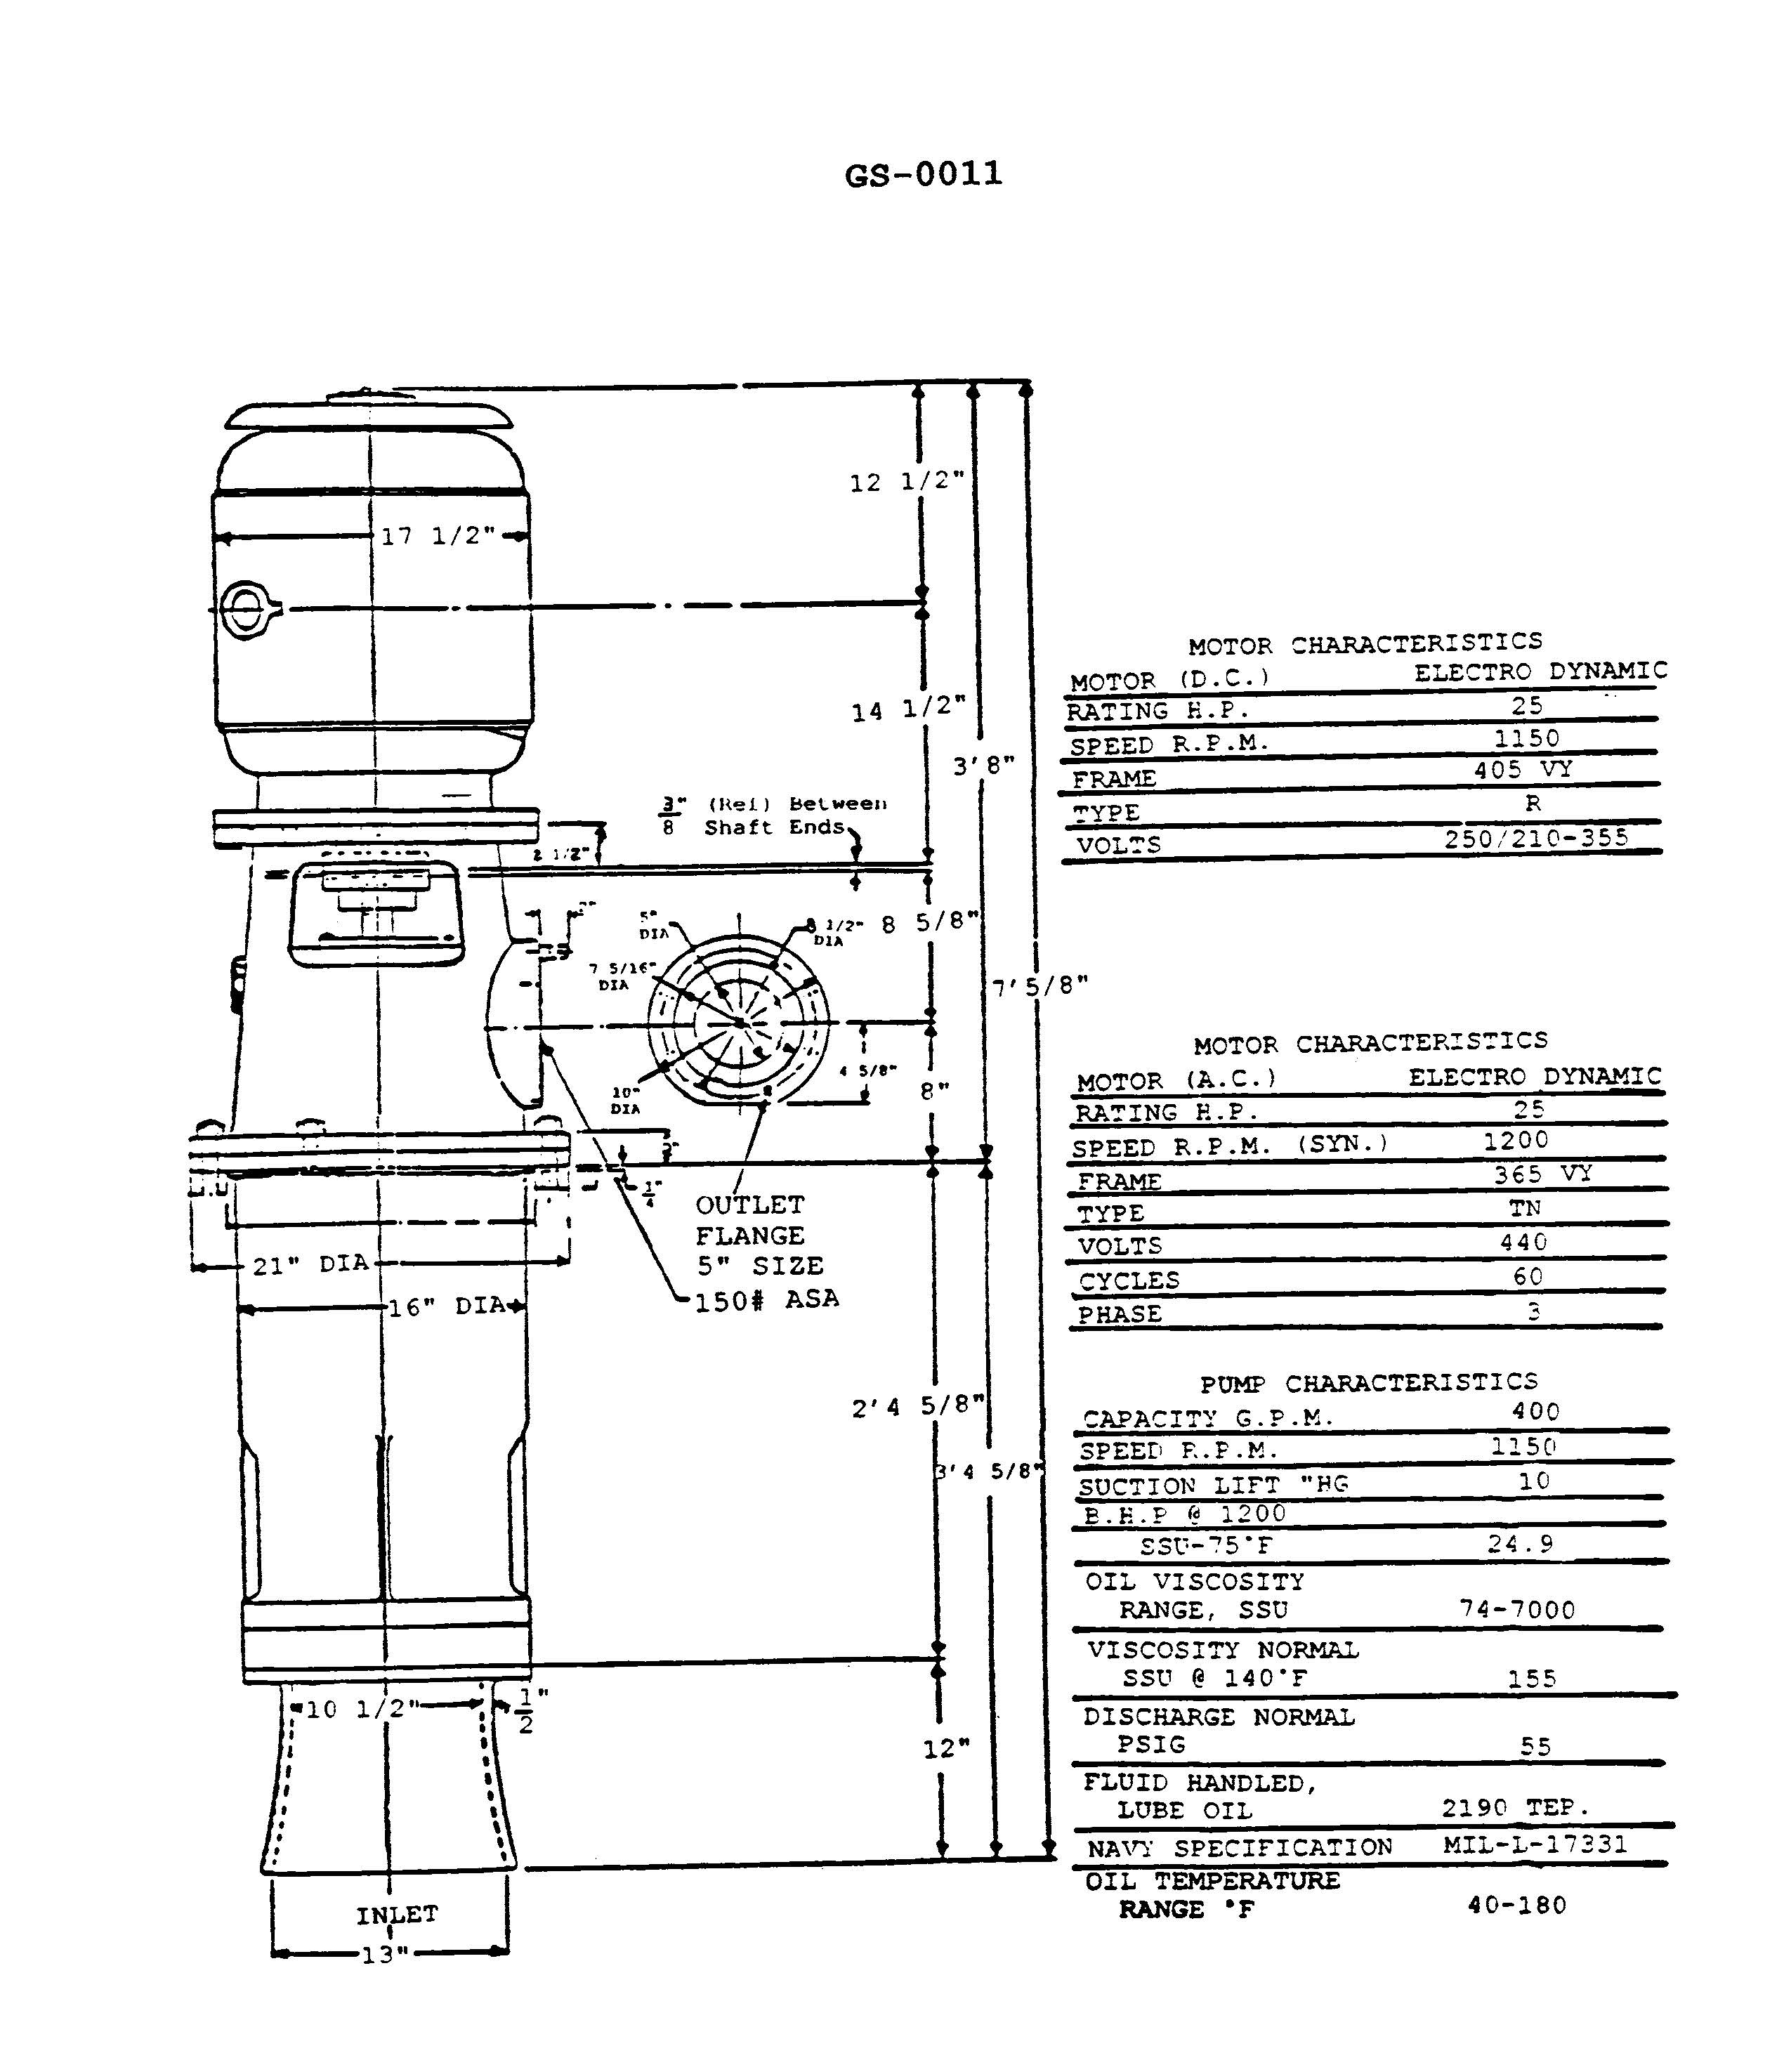 GS-0011
12 1/2"
17 1/2"
14 1/2"
3'8"
3/8" (Ref) Between
Shaft Ends
2 1/2"
5"
DIA
8 1/2"
DIA
8 5/8"
7 5/16"
DIA
7'5/8"
4 5/8"
10"
DIA
8"
1/4"
OUTLET
FLANGE
5" SIZE
150# ASA
21" DIA
16" DIA
2'4 5/8"
3'4 5/8"
10 1/2"
1/2"
12"
INLET
13"
MOTOR CHARACTERISTICS
MOTOR (D.C.) ELECTRO DYNAMIC
RATING H.P. 25
SPEED R.P.M. 1150
FRAME 405 VY
TYPE R
VOLTS 250/210-355
MOTOR CHARACTERISTICS
MOTOR (A.C.) ELECTRO DYNAMIC
RATING H.P. 25
SPEED R.P.M. (SYN.) 1200
FRAME 365 VY
TYPE TN
VOLTS 440
CYCLES 60
PHASE 3
PUMP CHARACTERISTICS
CAPACITY G.P.M. 400
SPEED R.P.M. 1150
SUCTION LIFT "HG 10
B.H.P @ 1200
SSU-75°F 24.9
OIL VISCOSITY
RANGE, SSU 74-7000
VISCOSITY NORMAL
SSU @ 140°F 155
DISCHARGE NORMAL
PSIG 55
FLUID HANDLED,
LUBE OIL 2190 TEP.
NAVY SPECIFICATION MIL-L-17331
OIL TEMPERATURE
RANGE °F 40-180